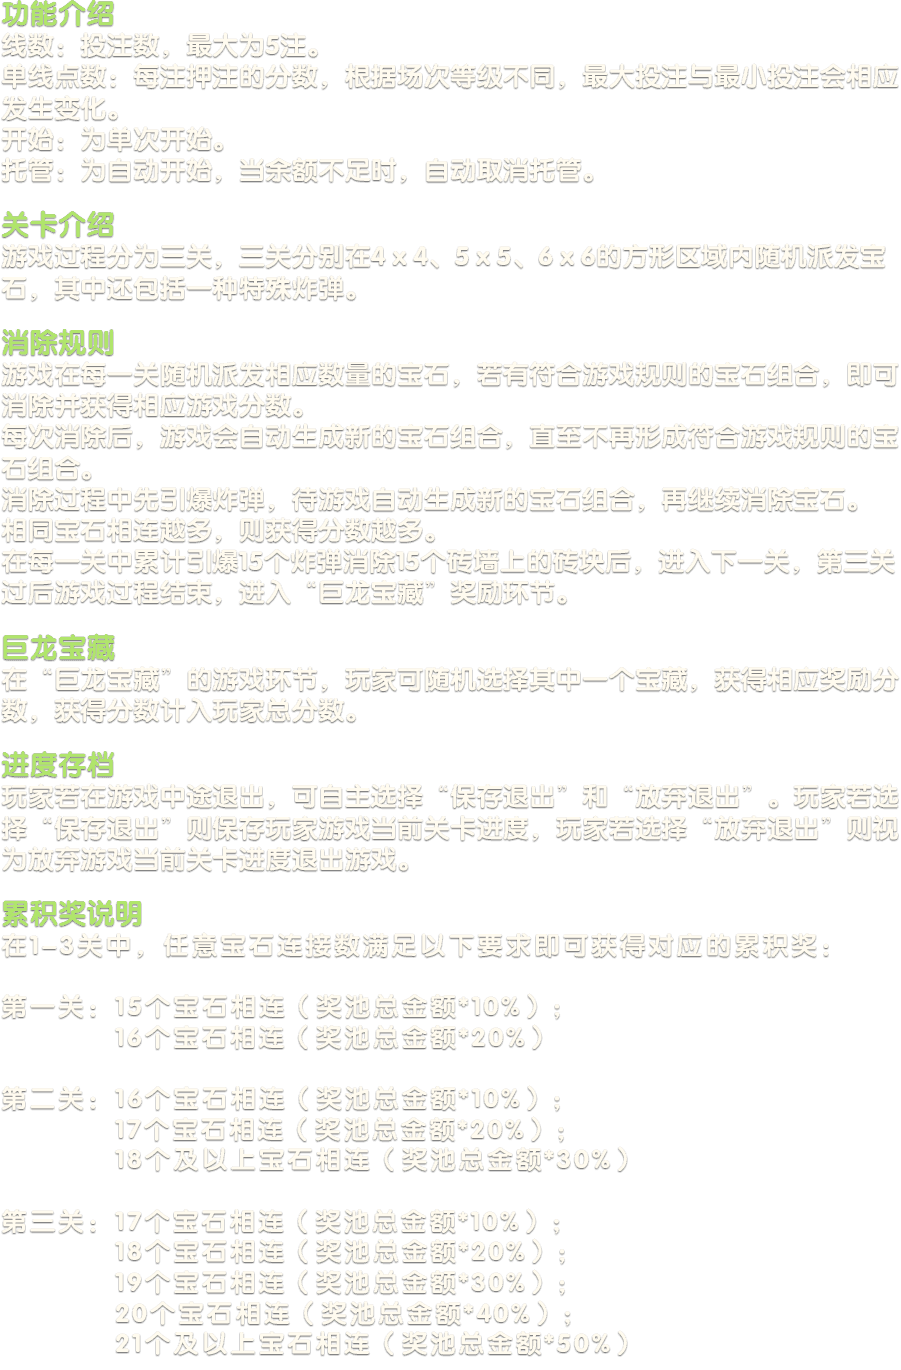 功能介绍
线数：投注数，最大为5注。
单线点数：每注押注的分数，根据场次等级不同，最大投注与最小投注会相应
发生变化。
开始：为单次开始。
托管：为自动开始，当余额不足时，自动取消托管。
关卡介绍
游戏过程分为三关，三关分别在4 x 4、5 x 5、6 x 6的方形区域内随机派发宝
石，其中还包括一种特殊炸弹。
消除规则
游戏在每一关随机派发相应数量的宝石，若有符合游戏规则的宝石组合，即可
消除并获得相应游戏分数。
每次消除后，游戏会自动生成新的宝石组合，直至不再形成符合游戏规则的宝
石组合。
消除过程中先引爆炸弹，待游戏自动生成新的宝石组合，再继续消除宝石。
相同宝石相连越多，则获得分数越多。
在每一关中累计引爆15个炸弹消除15个砖墙上的砖块后，进入下一关，第三关
过后游戏过程结束，进入“巨龙宝藏”奖励环节。
巨龙宝藏
在“巨龙宝藏”的游戏环节，玩家可随机选择其中一个宝藏，获得相应奖励分
数，获得分数计入玩家总分数。
进度存档
玩家若在游戏中途退出，可自主选择“保存退出”和“放弃退出”。玩家若选
择“保存退出”则保存玩家游戏当前关卡进度，玩家若选择“放弃退出”则视
为放弃游戏当前关卡进度退出游戏。
累积奖说明
在1-3关中，任意宝石连接数满足以下要求即可获得对应的累积奖：
第一关：15个宝石相连（奖池总金额*10%）；
16个宝石相连（奖池总金额*20%）
第二关：16个宝石相连（奖池总金额*10%）；
17个宝石相连（奖池总金额*20%）；
18个及以上宝石相连（奖池总金额*30%）
第三关：17个宝石相连（奖池总金额*10%）；
18个宝石相连（奖池总金额*20%）；
19个宝石相连（奖池总金额*30%）；
20个宝石相连（奖池总金额*40%）；
21个及以上宝石相连（奖池总金额*50%）